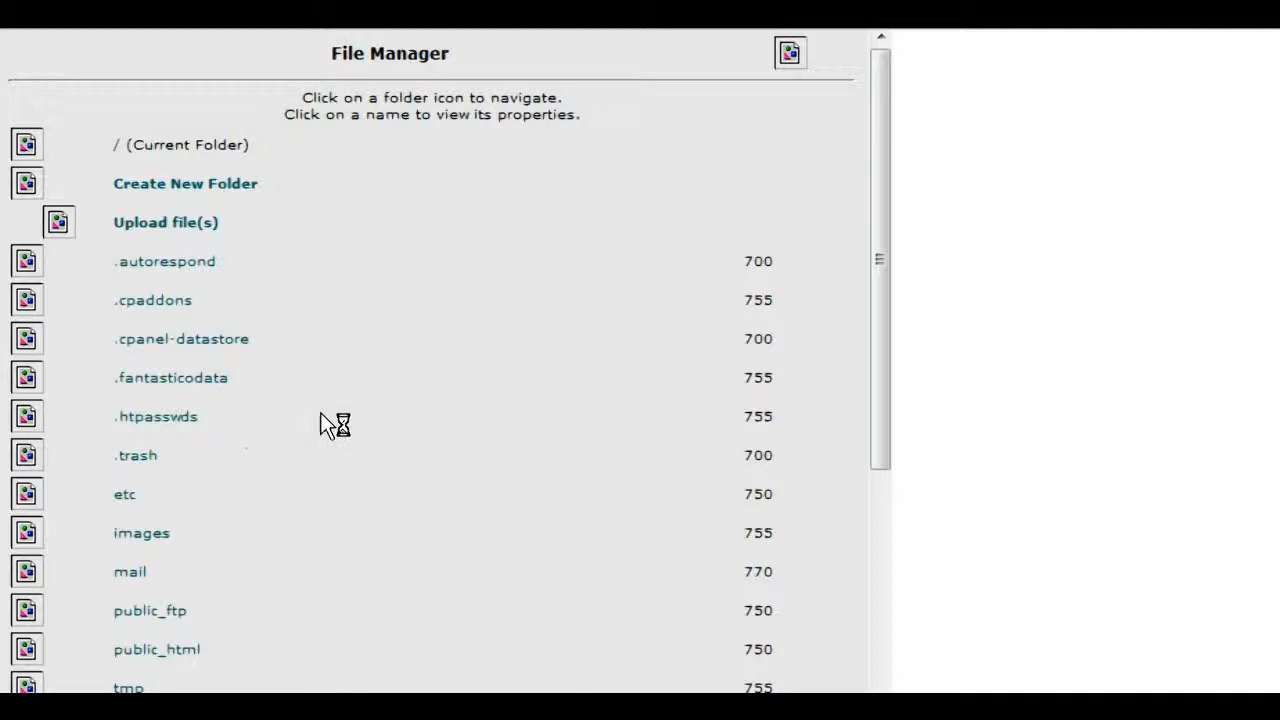 File Manager
Click on a folder icon to navigate.
Click on a name to view its properties.
/ (Current Folder)
Create New Folder
Upload file(s)
.autorespond 700
.cpaddons 755
.cpanel-datastore 700
.fantasticodata 755
.htpasswds 755
.trash 700
etc 750
images 755
mail 770
public_ftp 750
public_html 750
tmp 755